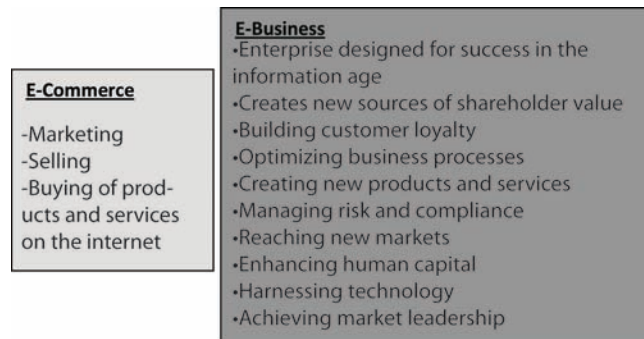 E-Commerce
-Marketing
-Selling
-Buying of prod-
ucts and services
on the internet
E-Business
•Enterprise designed for success in the
information age
•Creates new sources of shareholder value
•Building customer loyalty
•Optimizing business processes
•Creating new products and services
•Managing risk and compliance
•Reaching new markets
•Enhancing human capital
•Harnessing technology
•Achieving market leadership